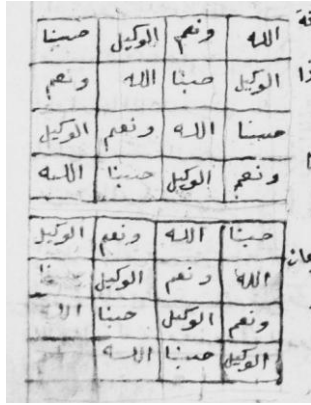 الله ونعم الوكيل حسبنا
الوكيل حسبنا الله ونعم
حسبنا الله ونعم الوكيل
ونعم الوكيل حسبنا الله
حسبنا الله ونعم الوكيل
الله ونعم الوكيل
ونعم الوكيل حسبنا الله
الوكيل حسبنا الله